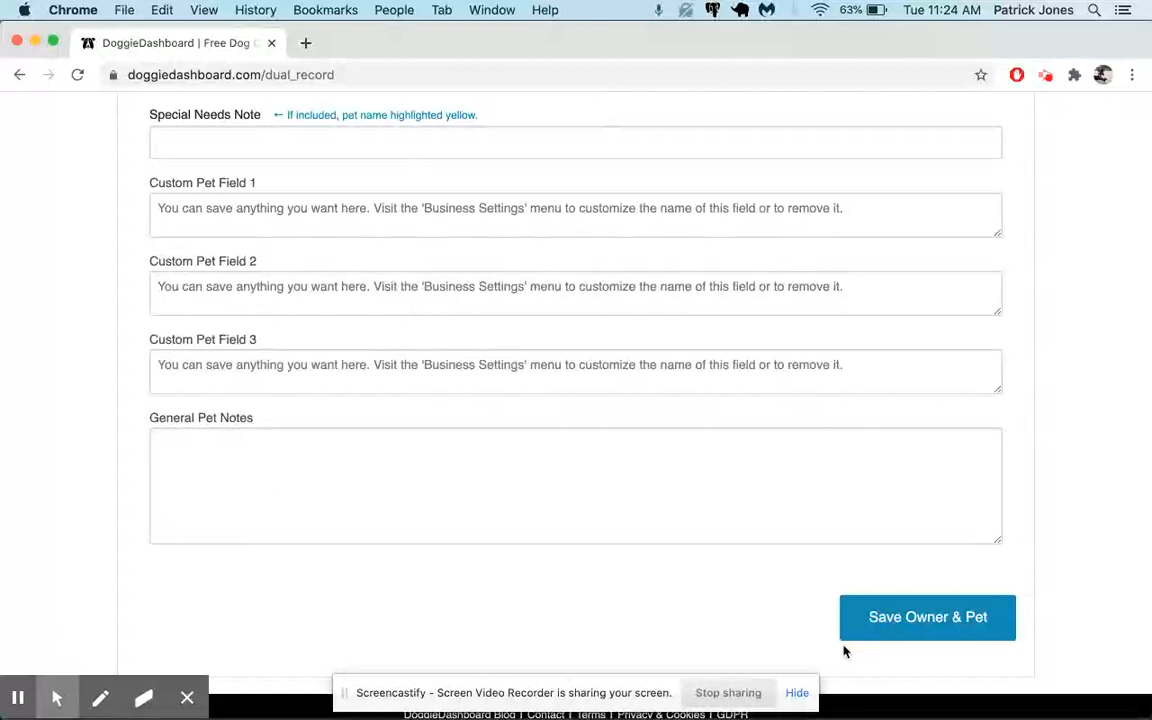 Chrome File Edit View History Bookmarks People Tab Window Help 63% Tue 11:24 AM Patrick Jones
DoggieDashboard | Free Dog
doggiedashboard.com/dual_record
Special Needs Note ← If included, pet name highlighted yellow.
Custom Pet Field 1
You can save anything you want here. Visit the 'Business Settings' menu to customize the name of this field or to remove it.
Custom Pet Field 2
You can save anything you want here. Visit the 'Business Settings' menu to customize the name of this field or to remove it.
Custom Pet Field 3
You can save anything you want here. Visit the 'Business Settings' menu to customize the name of this field or to remove it.
General Pet Notes
Save Owner & Pet
Screencastify - Screen Video Recorder is sharing your screen. Stop sharing Hide
DoggieDashboard Blog | Contact | Terms | Privacy & Cookies | GDPR